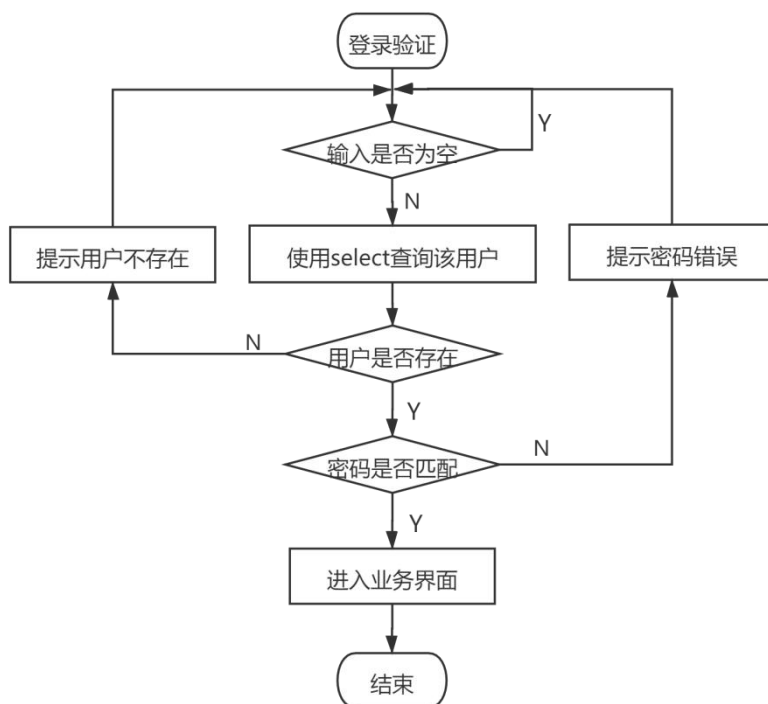 登录验证
Y
输入是否为空
N
提示用户不存在
使用select查询该用户
提示密码错误
N
用户是否存在
Y
密码是否匹配
N
Y
进入业务界面
结束